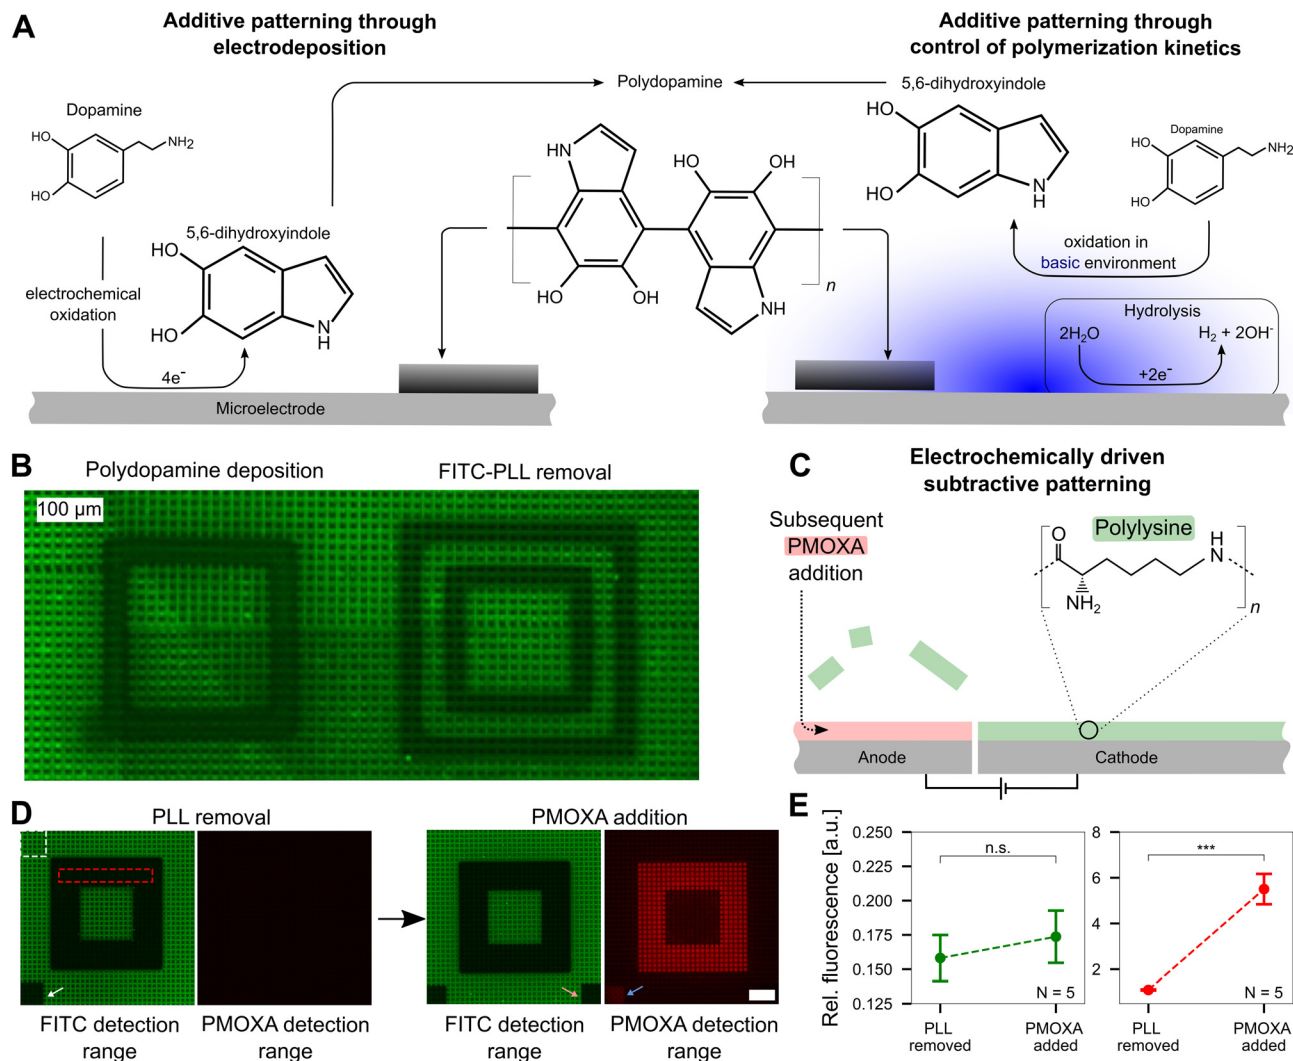 A
Additive patterning through
electrodeposition
Additive patterning through
control of polymerization kinetics
Polydopamine
5,6-dihydroxyindole
Dopamine
HO
HO
NH2
5,6-dihydroxyindole
HO
HO
N
H
electrochemical
oxidation
4e-
Microelectrode
HN
HO
OH
HO
OH
NH
n
HO
HO
N
H
Dopamine
HO
HO
NH2
oxidation in
basic environment
Hydrolysis
2H2O
H2 + 2OH-
+2e-
B
Polydopamine deposition
FITC-PLL removal
100 µm
C
Electrochemically driven
subtractive patterning
Subsequent
PMOXA
addition
Polylysine
O
H
N
NH2
n
Anode
Cathode
D
PLL removal
PMOXA addition
FITC detection
range
PMOXA detection
range
FITC detection
range
PMOXA detection
range
E
Rel. fluorescence [a.u.]
0.250
0.225
0.200
0.175
0.150
0.125
n.s.
N = 5
PLL
removed
PMOXA
added
8
6
4
2
***
N = 5
PLL
removed
PMOXA
added